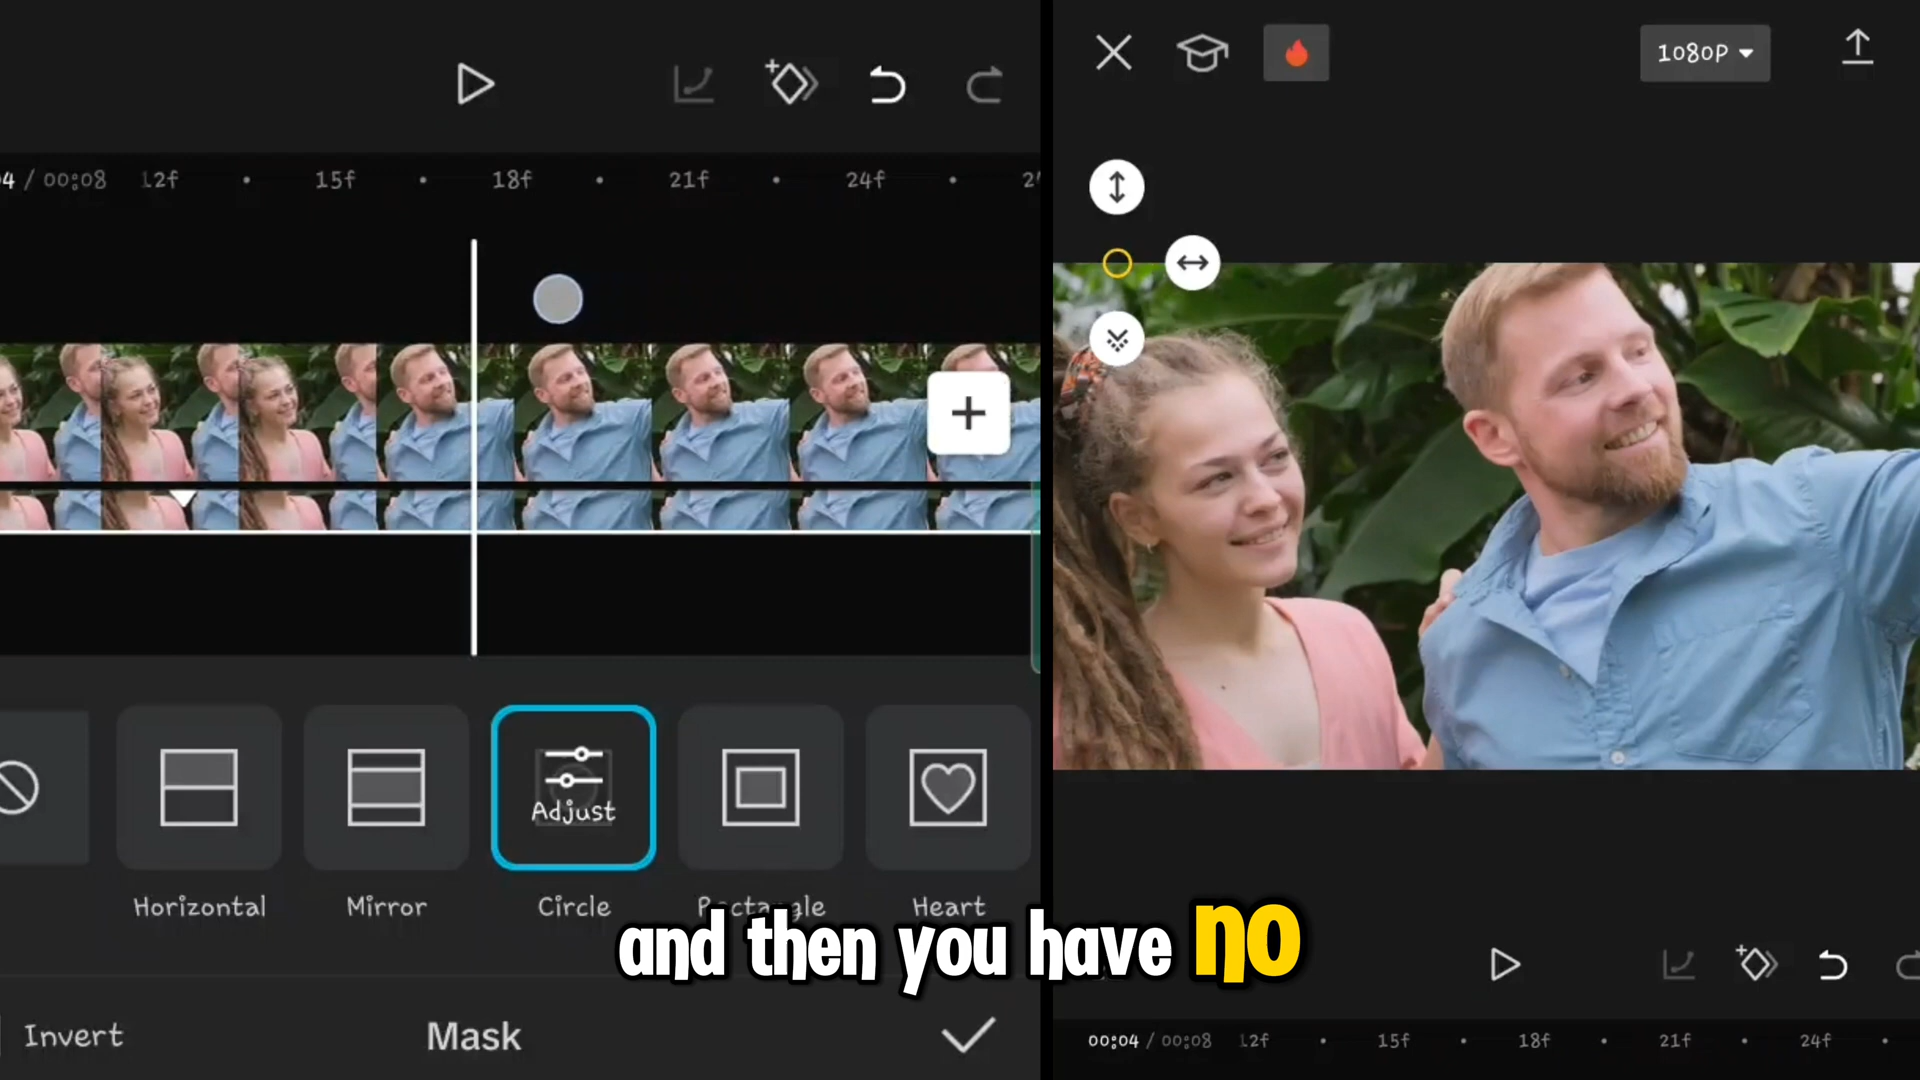 1080P
4 / 00:08 12f 15f 18f 21f 24f
Adjust
Horizontal Mirror Circle Rectangle Heart
and then you have no
Invert Mask
00:04 / 00:08 12f 15f 18f 21f 24f